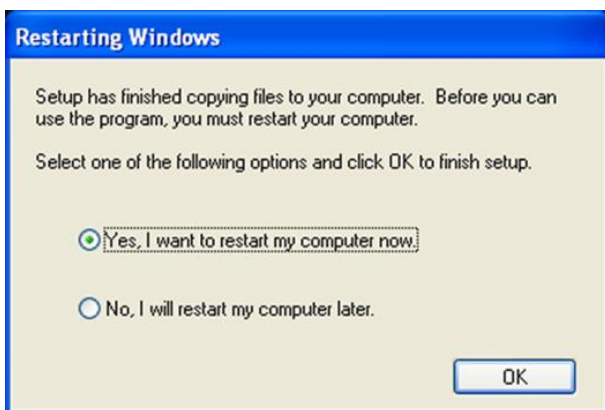 Restarting Windows
Setup has finished copying files to your computer.  Before you can
use the program, you must restart your computer.
Select one of the following options and click OK to finish setup.
Yes, I want to restart my computer now.
No, I will restart my computer later.
OK